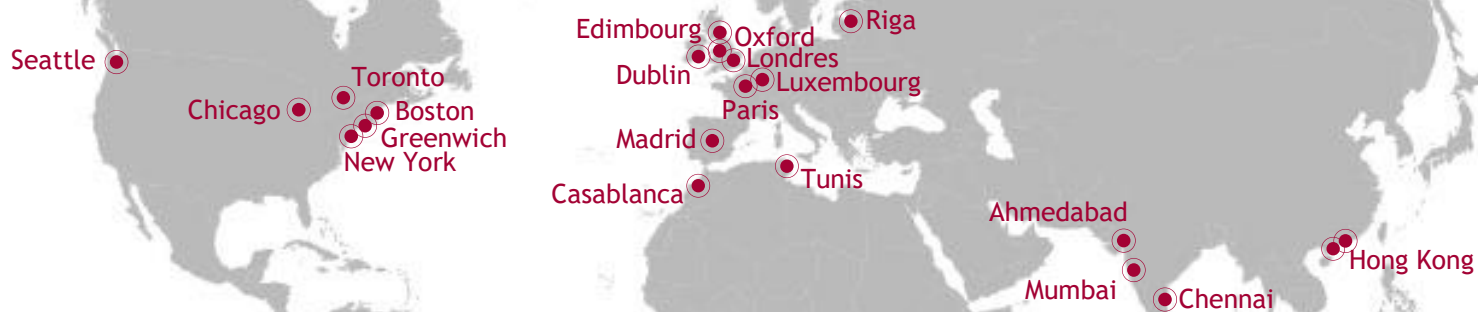 Seattle
Chicago
Toronto
Boston
Greenwich
New York
Edimbourg
Oxford
Londres
Dublin
Luxembourg
Paris
Madrid
Casablanca
Tunis
Riga
Ahmedabad
Mumbai
Chennai
Hong Kong